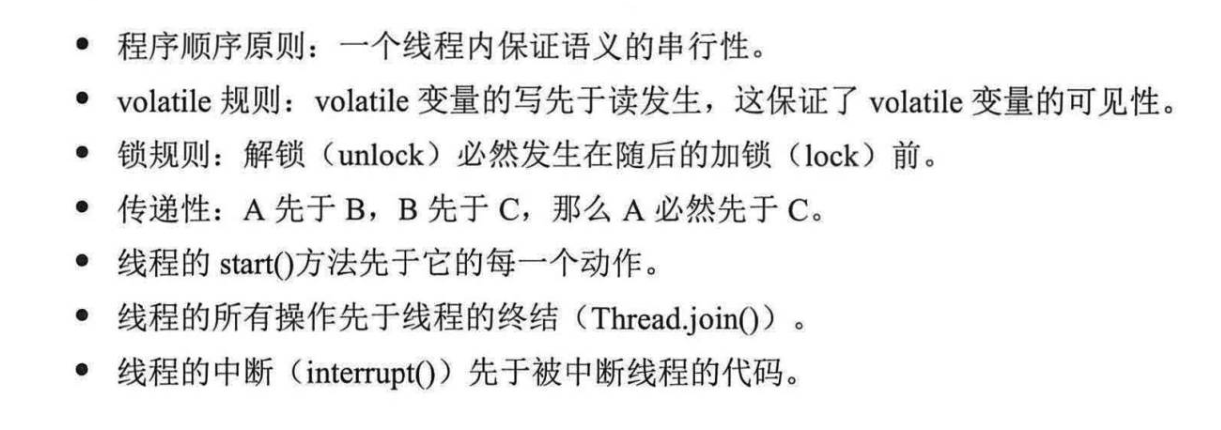 • 程序顺序原则：一个线程内保证语义的串行性。
• volatile 规则：volatile 变量的写先于读发生，这保证了 volatile 变量的可见性。
• 锁规则：解锁（unlock）必然发生在随后的加锁（lock）前。
• 传递性：A 先于 B，B 先于 C，那么 A 必然先于 C。
• 线程的 start()方法先于它的每一个动作。
• 线程的所有操作先于线程的终结（Thread.join()）。
• 线程的中断（interrupt()）先于被中断线程的代码。